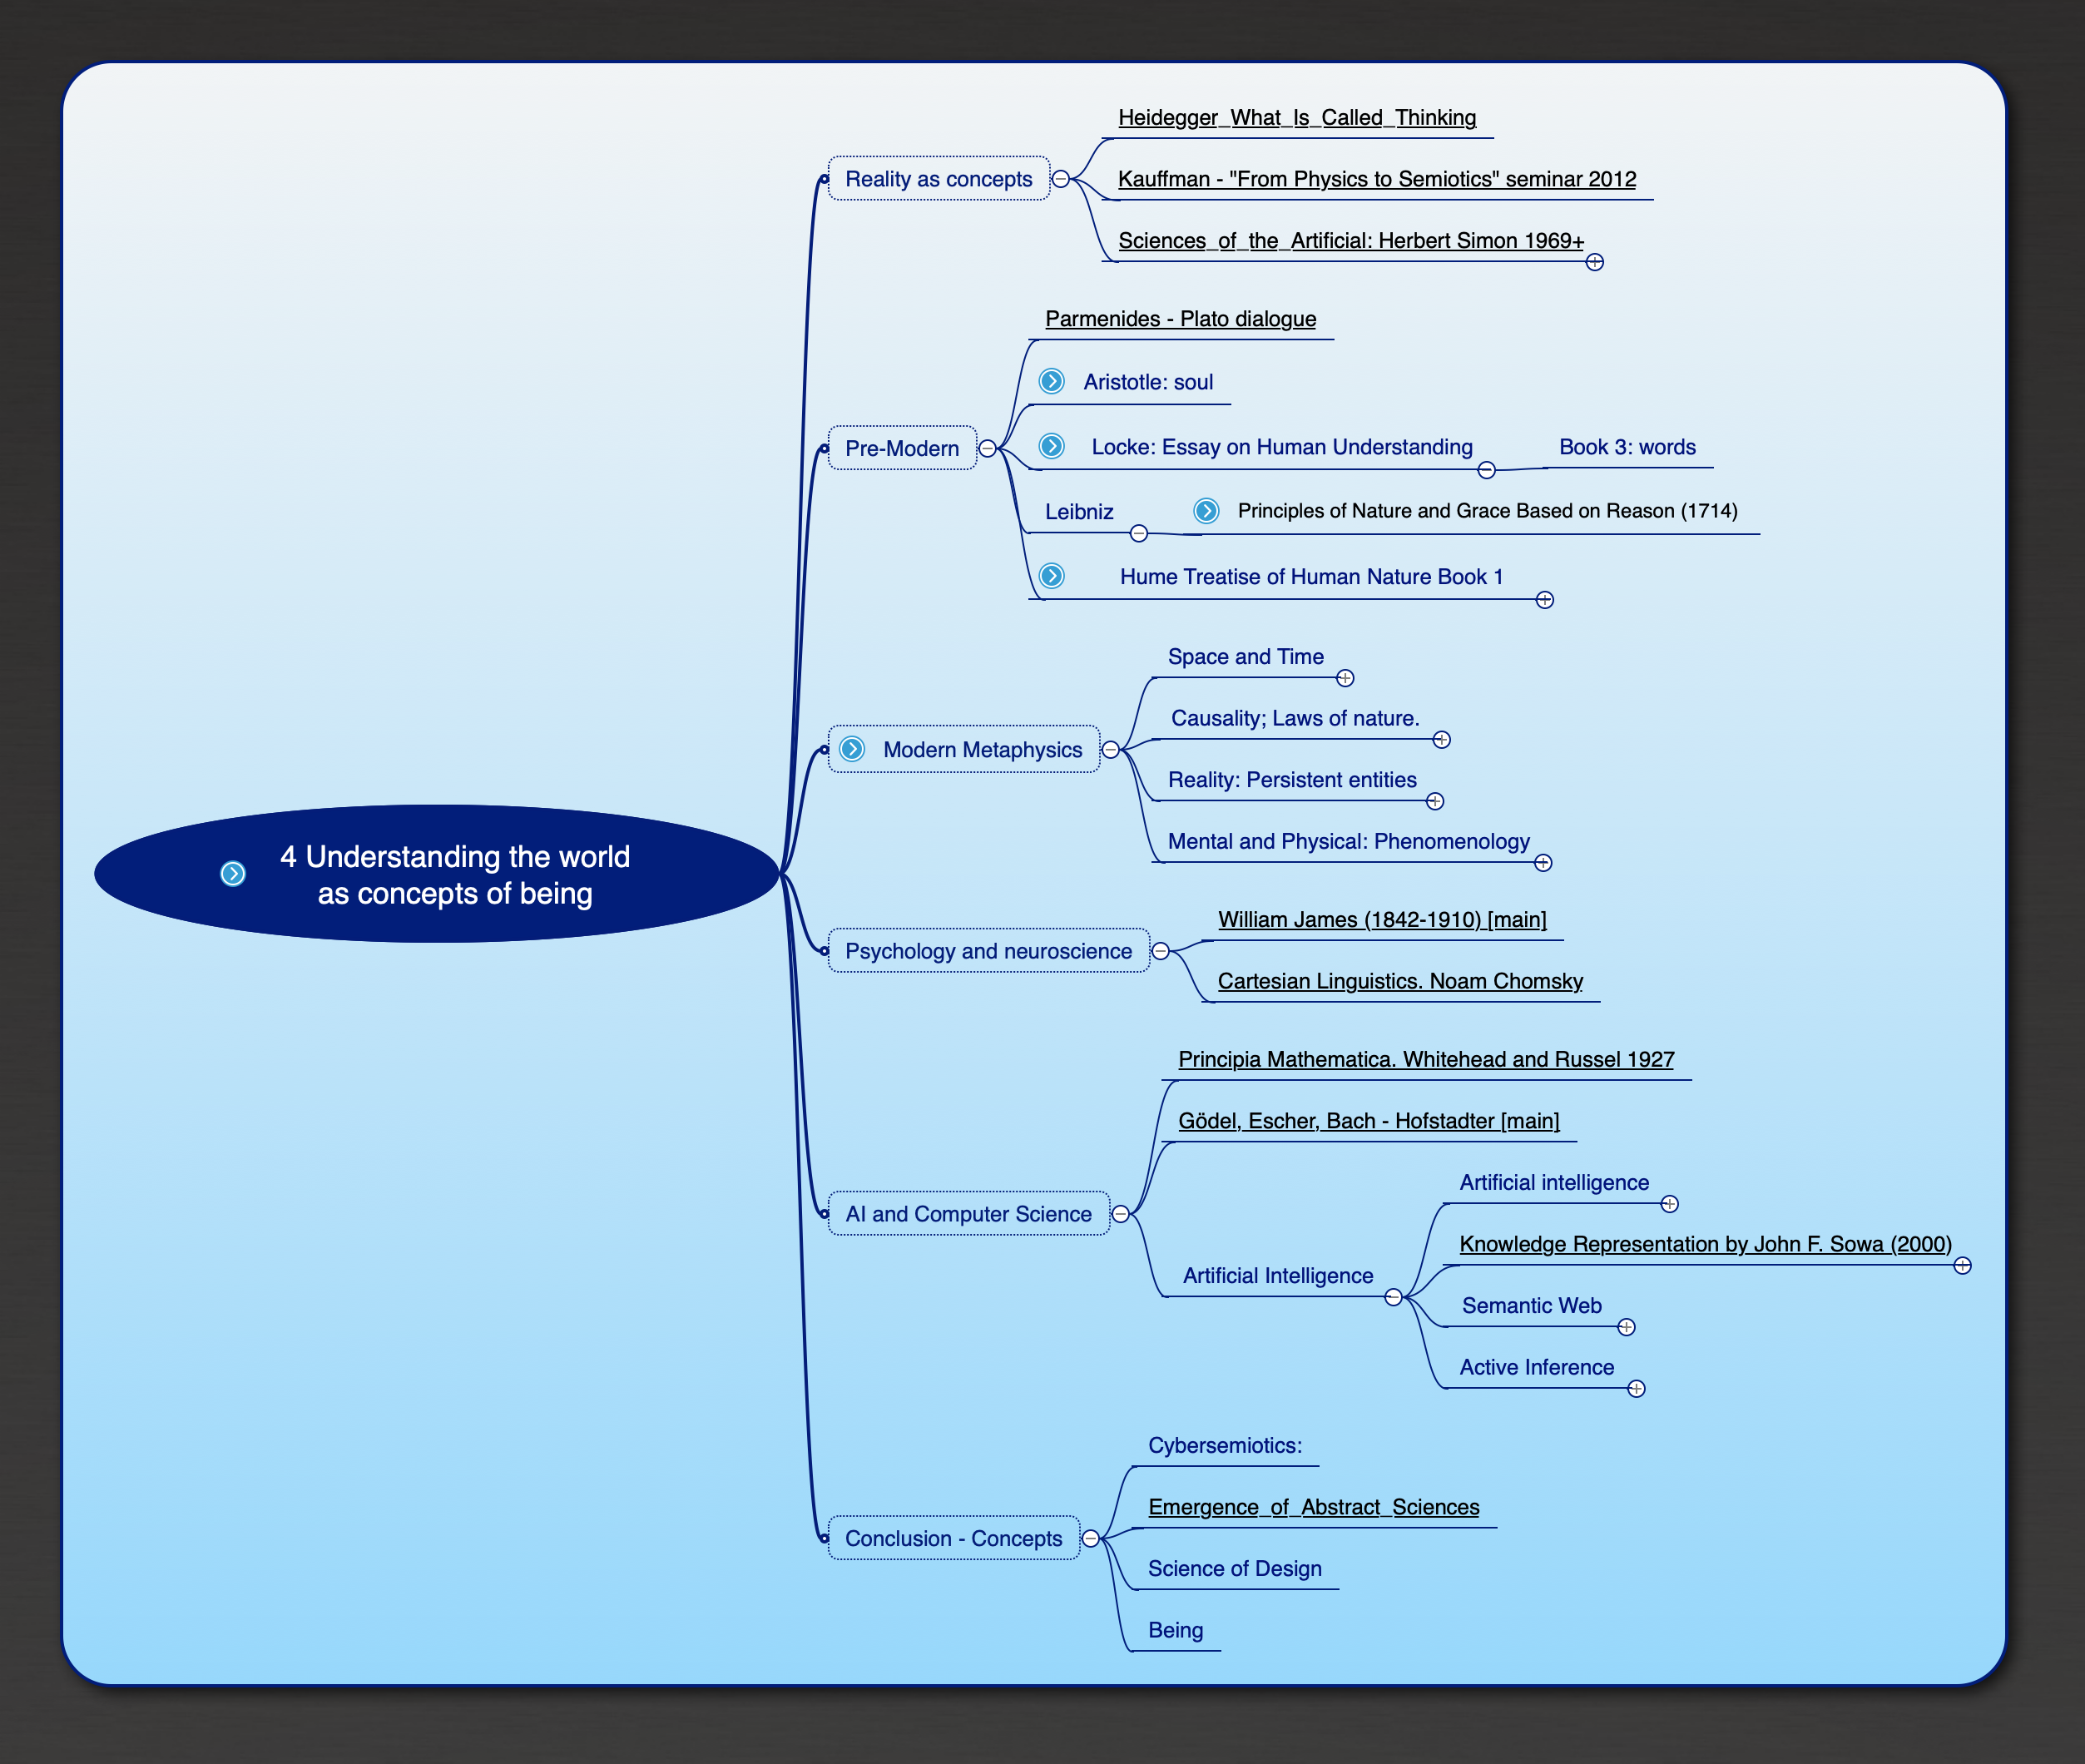 Heidegger_What_Is_Called_Thinking
Reality as concepts
Kauffman - "From Physics to Semiotics" seminar 2012
Sciences_of_the_Artificial: Herbert Simon 1969+
Parmenides - Plato dialogue
Aristotle: soul
Pre-Modern
Locke: Essay on Human Understanding
Book 3: words
Leibniz
Principles of Nature and Grace Based on Reason (1714)
Hume Treatise of Human Nature Book 1
Space and Time
Causality; Laws of nature.
Modern Metaphysics
Reality: Persistent entities
Mental and Physical: Phenomenology
4 Understanding the world
as concepts of being
William James (1842-1910) [main]
Psychology and neuroscience
Cartesian Linguistics. Noam Chomsky
Principia Mathematica. Whitehead and Russel 1927
Gödel, Escher, Bach - Hofstadter [main]
AI and Computer Science
Artificial Intelligence
Artificial intelligence
Knowledge Representation by John F. Sowa (2000)
Semantic Web
Active Inference
Cybersemiotics:
Emergence_of_Abstract_Sciences
Conclusion - Concepts
Science of Design
Being